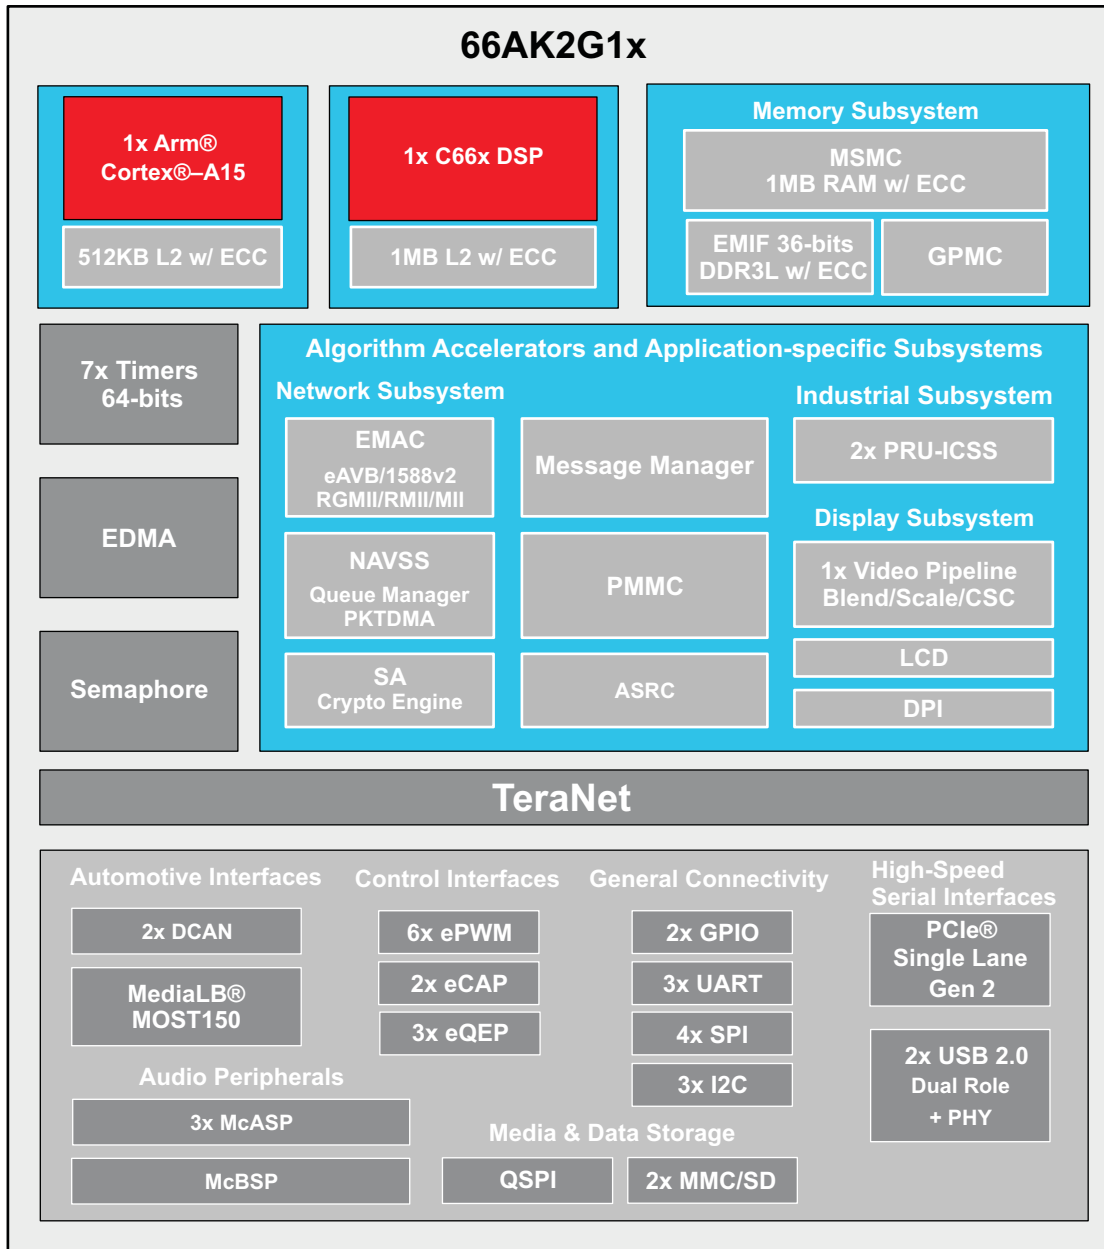 66AK2G1x
1x Arm®
Cortex®–A15
512KB L2 w/ ECC
1x C66x DSP
1MB L2 w/ ECC
Memory Subsystem
MSMC
1MB RAM w/ ECC
EMIF 36-bits
DDR3L w/ ECC
GPMC
7x Timers
64-bits
EDMA
Semaphore
Algorithm Accelerators and Application-specific Subsystems
Network Subsystem
EMAC
eAVB/1588v2
RGMII/RMII/MII
NAVSS
Queue Manager
PKTDMA
SA
Crypto Engine
Message Manager
PMMC
ASRC
Industrial Subsystem
2x PRU-ICSS
Display Subsystem
1x Video Pipeline
Blend/Scale/CSC
LCD
DPI
TeraNet
Automotive Interfaces
2x DCAN
MediaLB®
MOST150
Control Interfaces
6x ePWM
2x eCAP
3x eQEP
General Connectivity
2x GPIO
3x UART
4x SPI
3x I2C
High-Speed
Serial Interfaces
PCIe®
Single Lane
Gen 2
2x USB 2.0
Dual Role
+ PHY
Audio Peripherals
3x McASP
McBSP
Media & Data Storage
QSPI
2x MMC/SD